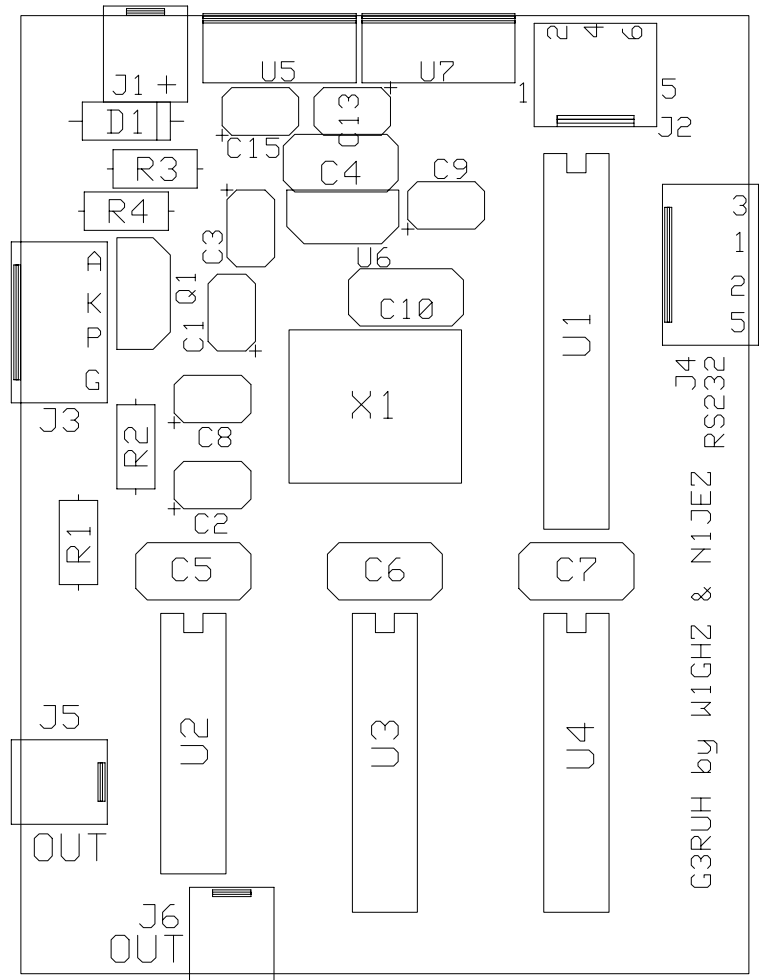 2 4 6
J1 +
U5
U7
1
5
J2
D1
C15
C13
R3
C4
C9
R4
C3
U6
3
1
2
5
J4
RS232
A
K
P
G
J3
Q1
C1
C10
U1
X1
C8
R2
C2
R1
C5
C6
C7
G3RUH by W1GHZ & N1JEZ
U2
U3
U4
J5
OUT
J6
OUT